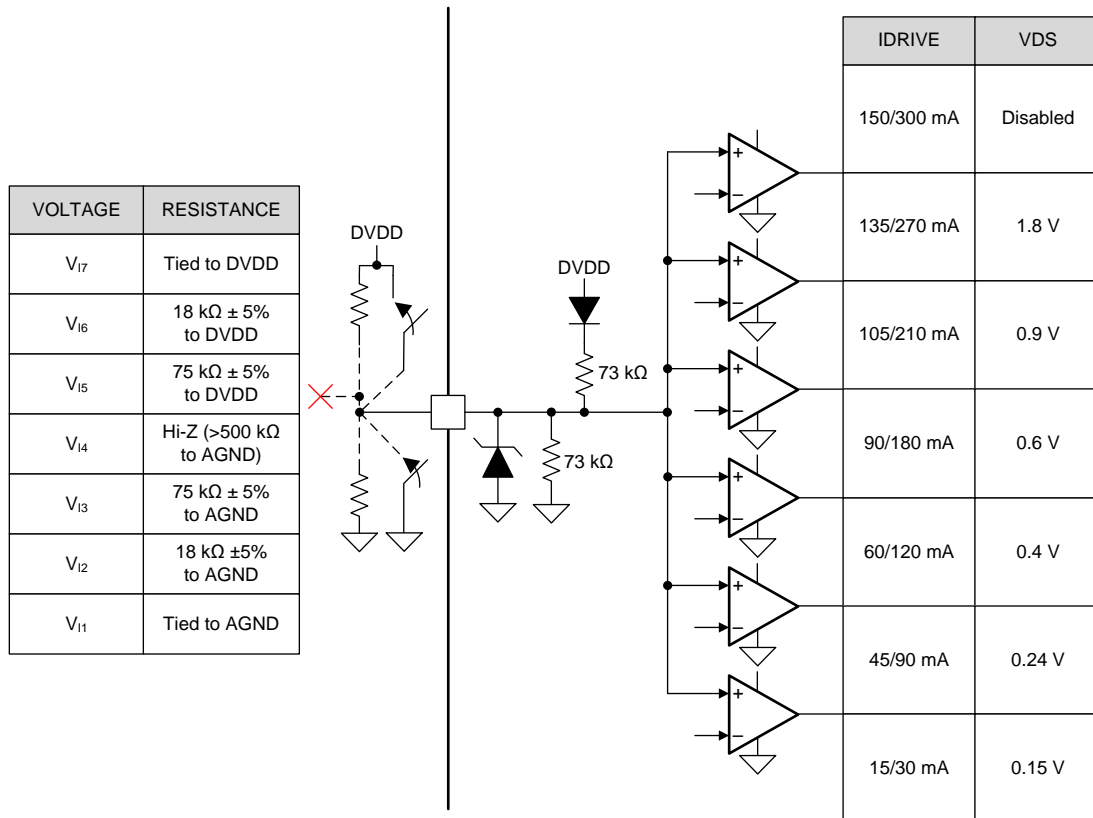 VOLTAGE RESISTANCE
VI7 Tied to DVDD
VI6 18 kΩ ± 5%
to DVDD
VI5 75 kΩ ± 5%
to DVDD
VI4 Hi-Z (>500 kΩ
to AGND)
VI3 75 kΩ ± 5%
to AGND
VI2 18 kΩ ±5%
to AGND
VI1 Tied to AGND
DVDD
DVDD
73 kΩ
73 kΩ
+
−
+
−
+
−
+
−
+
−
+
−
IDRIVE VDS
150/300 mA Disabled
135/270 mA 1.8 V
105/210 mA 0.9 V
90/180 mA 0.6 V
60/120 mA 0.4 V
45/90 mA 0.24 V
15/30 mA 0.15 V